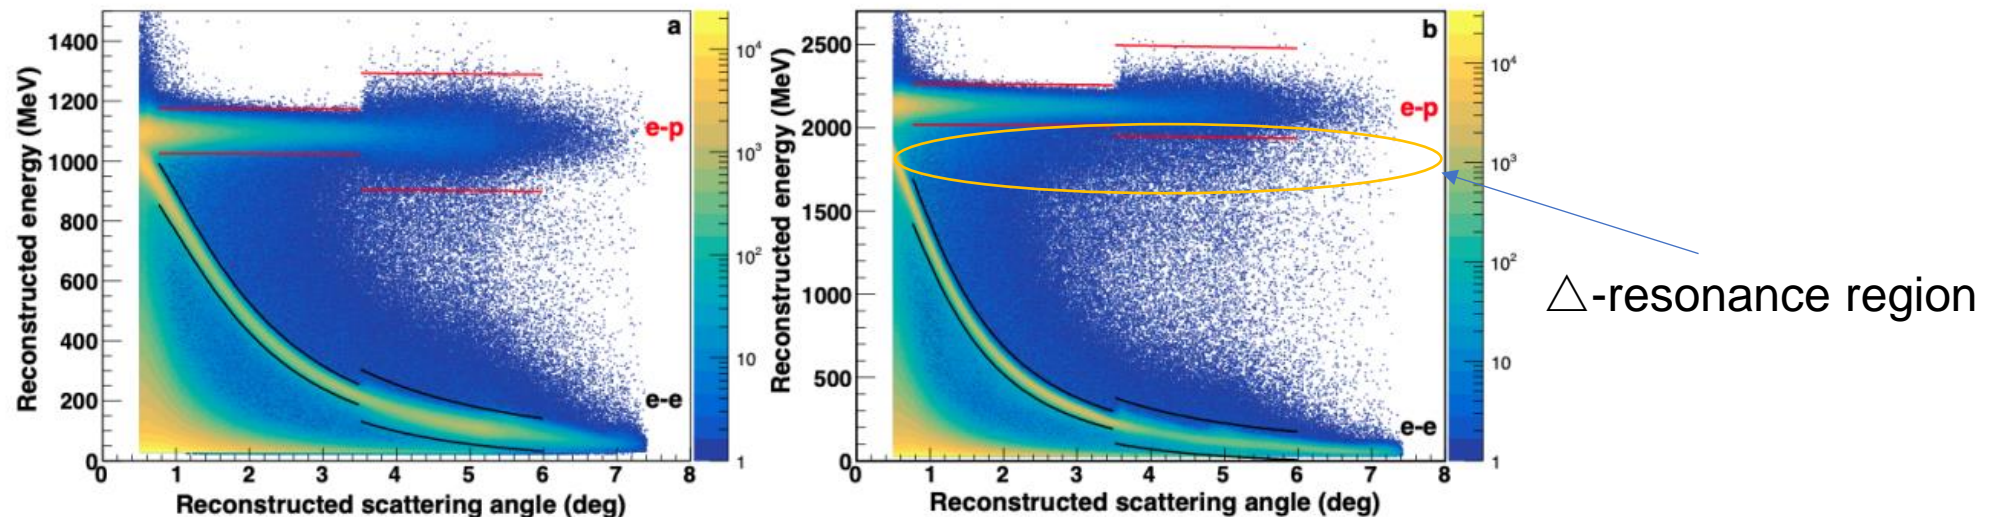 a
Reconstructed energy (MeV)
1400
1200
1000
800
600
400
200
0
e-p
e-e
0 1 2 3 4 5 6 7 8
Reconstructed scattering angle (deg)
10⁴
10³
10²
10
1
b
Reconstructed energy (MeV)
2500
2000
1500
1000
500
0
e-p
e-e
0 1 2 3 4 5 6 7 8
Reconstructed scattering angle (deg)
10⁴
10³
10²
10
1
△-resonance region